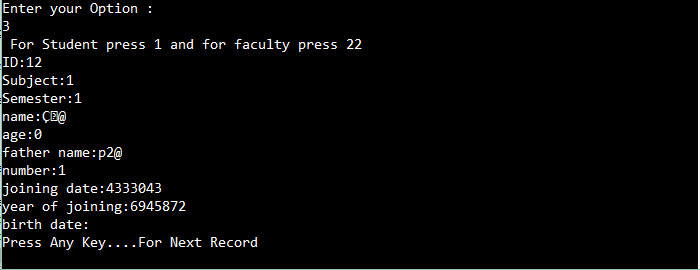 Enter your Option :
3
For Student press 1 and for faculty press 22
ID:12
Subject:1
Semester:1
name:Ç⍰@
age:0
father name:p2@
number:1
joining date:4333043
year of joining:6945872
birth date:
Press Any Key....For Next Record